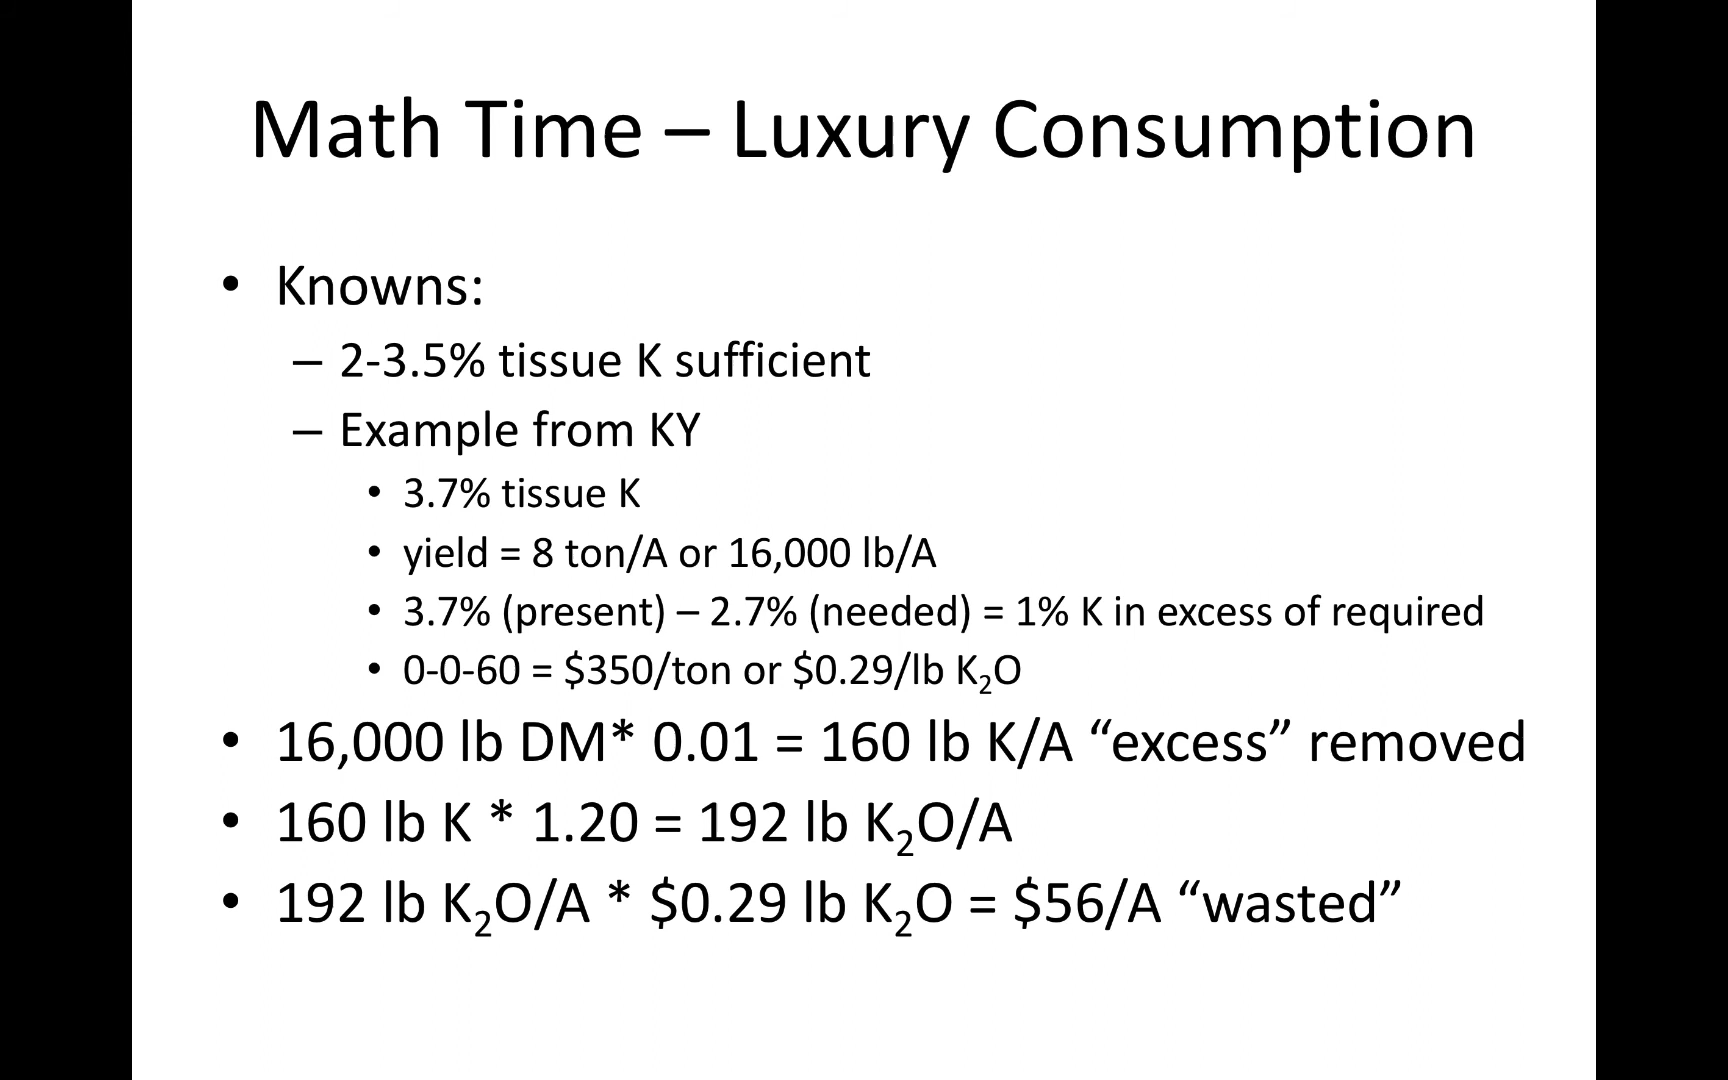 Math Time – Luxury Consumption
• Knowns:
– 2-3.5% tissue K sufficient
– Example from KY
• 3.7% tissue K
• yield = 8 ton/A or 16,000 lb/A
• 3.7% (present) – 2.7% (needed) = 1% K in excess of required
• 0-0-60 = $350/ton or $0.29/lb K₂O
• 16,000 lb DM* 0.01 = 160 lb K/A “excess” removed
• 160 lb K * 1.20 = 192 lb K₂O/A
• 192 lb K₂O/A * $0.29 lb K₂O = $56/A “wasted”